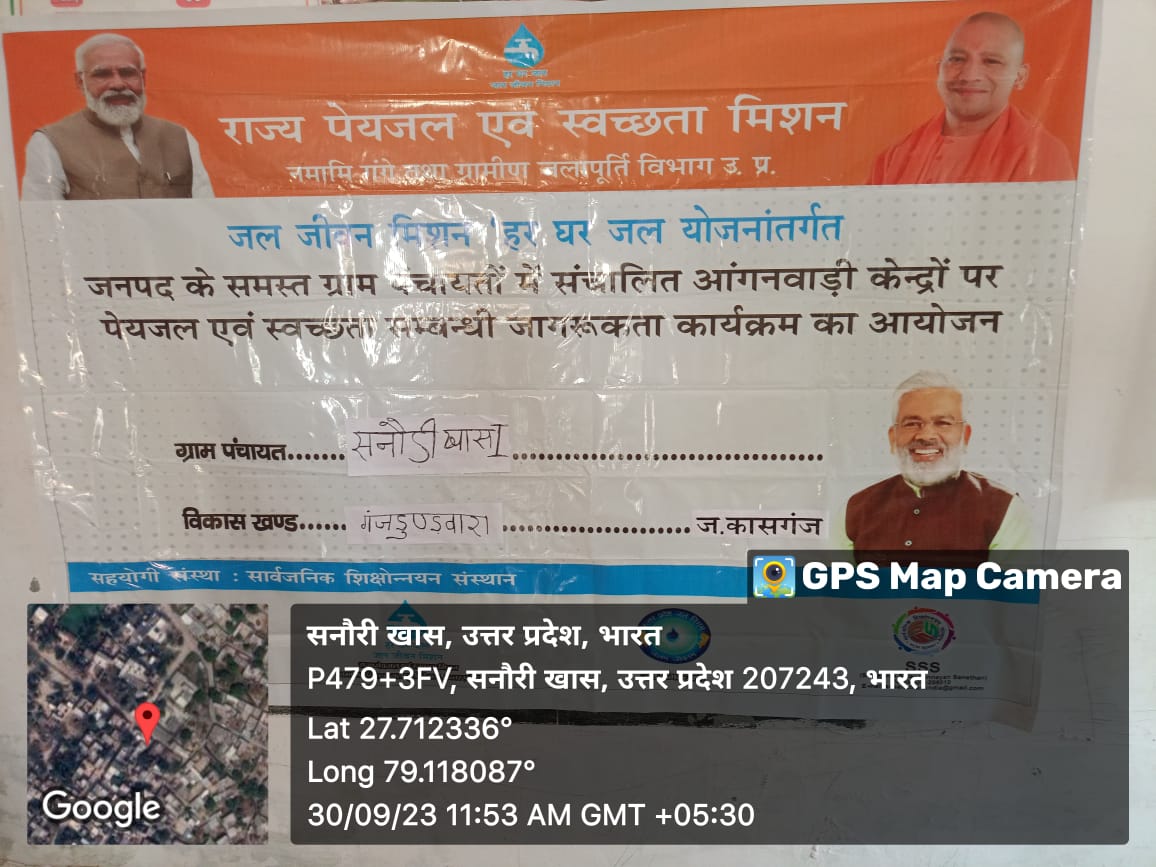 राज्य पेयजल एवं स्वच्छता मिशन
नमामि गंगे तथा ग्रामीण जलापूर्ति विभाग उ. प्र.
जल जीवन मिशन 'हर घर जल योजनांतर्गत
जनपद के समस्त ग्राम पंचायतों में संचालित आंगनवाड़ी केन्द्रों पर
पेयजल एवं स्वच्छता सम्बन्धी जागरूकता कार्यक्रम का आयोजन
ग्राम पंचायत....... सनौडी खास I ........................................
विकास खण्ड...... गंजडुण्डवारा ........................ ज.कासगंज
सहयोगी संस्था : सार्वजनिक शिक्षोन्नयन संस्थान
GPS Map Camera
सनौरी खास, उत्तर प्रदेश, भारत
P479+3FV, सनौरी खास, उत्तर प्रदेश 207243, भारत
Lat 27.712336°
Long 79.118087°
30/09/23 11:53 AM GMT +05:30
Google
जल जीवन मिशन
SSS